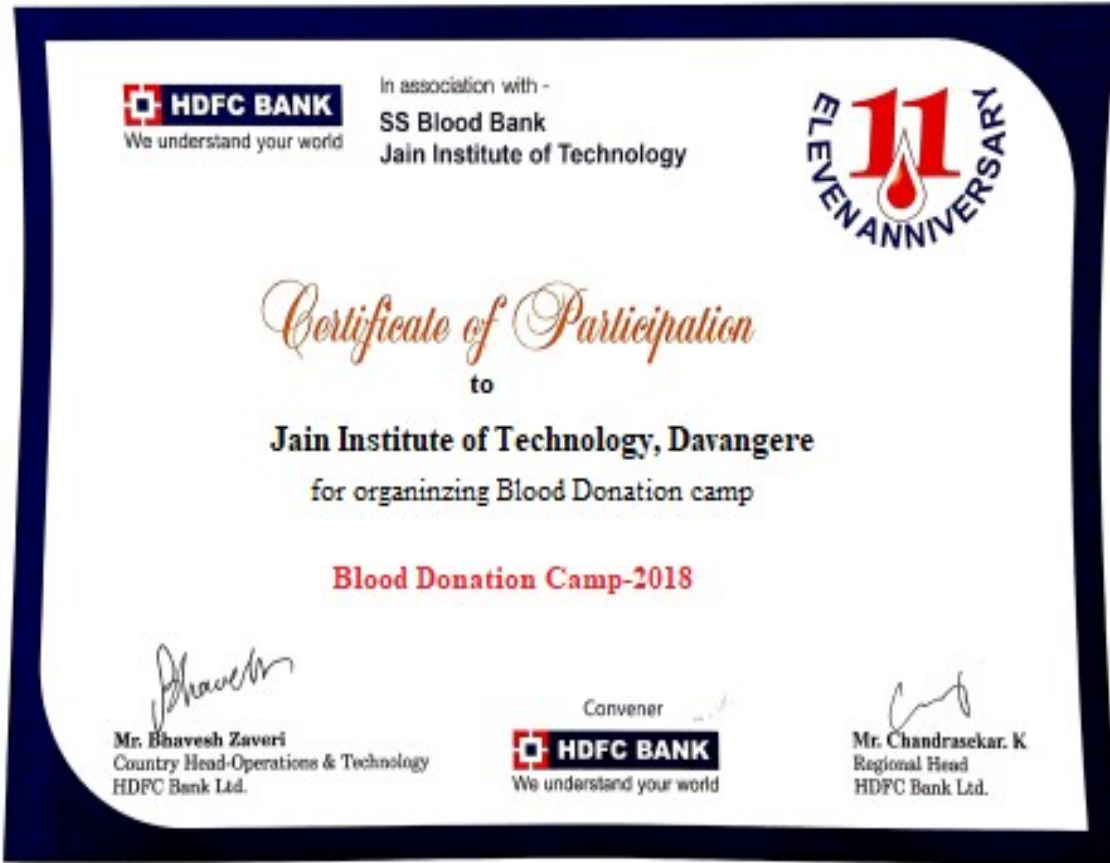 HDFC BANK
We understand your world
In association with -
SS Blood Bank
Jain Institute of Technology
11
ELEVEN ANNIVERSARY
Certificate of Participation
to
Jain Institute of Technology, Davangere
for organinzing Blood Donation camp
Blood Donation Camp-2018
Bhavesh
Mr. Bhavesh Zaveri
Country Head-Operations & Technology
HDFC Bank Ltd.
Convener
HDFC BANK
We understand your world
Mr. Chandrasekar. K
Regional Head
HDFC Bank Ltd.